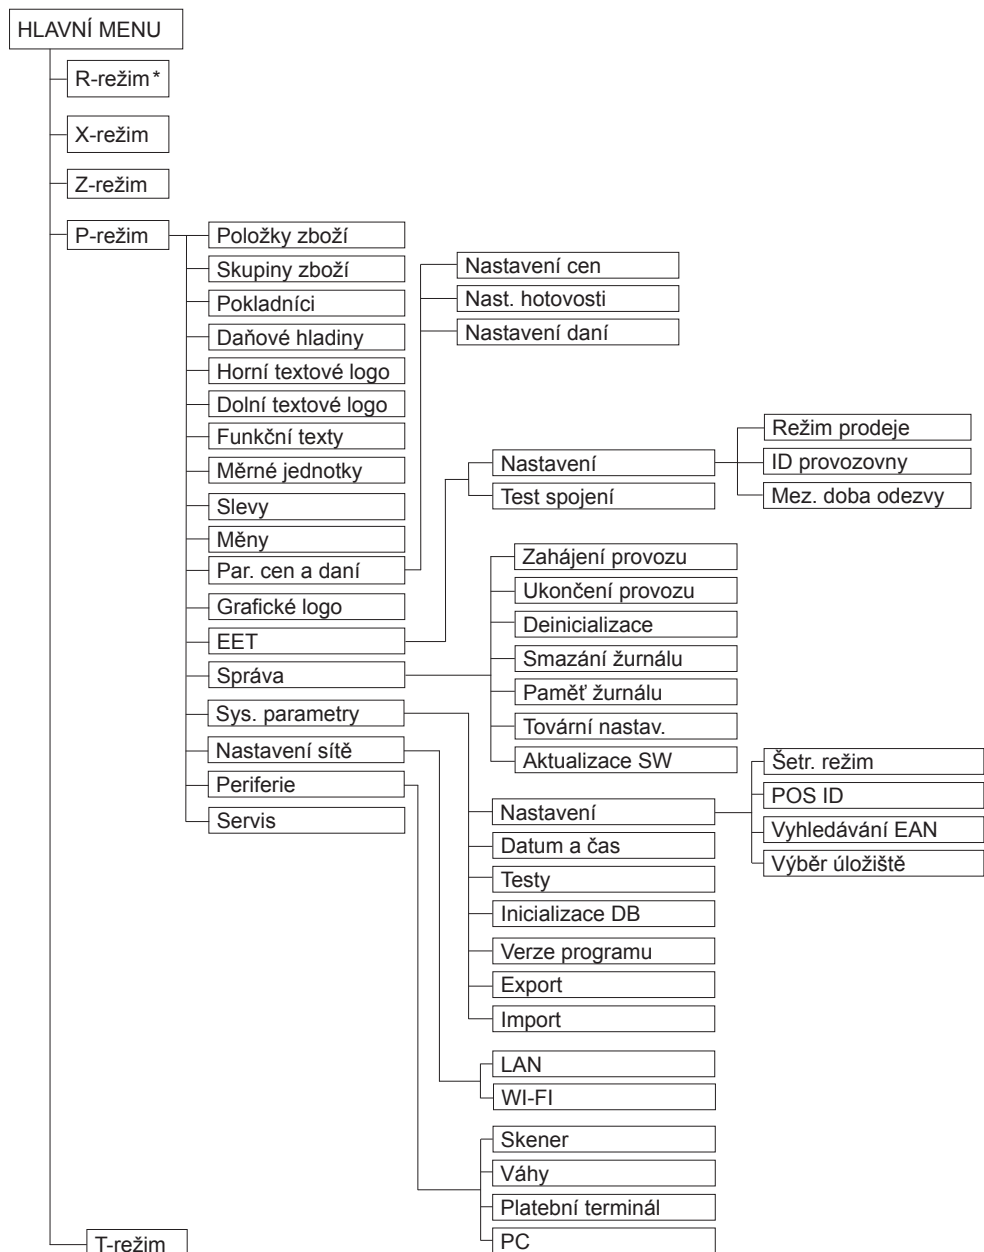 HLAVNÍ MENU
R-režim*
X-režim
Z-režim
P-režim
Položky zboží
Skupiny zboží
Pokladníci
Daňové hladiny
Horní textové logo
Dolní textové logo
Funkční texty
Měrné jednotky
Slevy
Měny
Par. cen a daní
Grafické logo
EET
Správa
Sys. parametry
Nastavení sítě
Periferie
Servis
Nastavení cen
Nast. hotovosti
Nastavení daní
Nastavení
Test spojení
Režim prodeje
ID provozovny
Mez. doba odezvy
Zahájení provozu
Ukončení provozu
Deinicializace
Smazání žurnálu
Paměť žurnálu
Tovární nastav.
Aktualizace SW
Nastavení
Datum a čas
Testy
Inicializace DB
Verze programu
Export
Import
Šetr. režim
POS ID
Vyhledávání EAN
Výběr úložiště
LAN
WI-FI
Skener
Váhy
Platební terminál
PC
T-režim